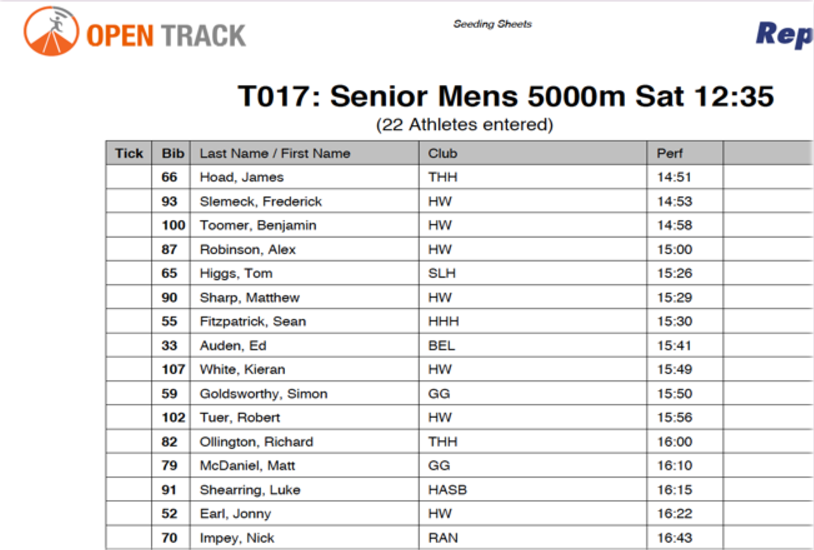 OPEN TRACK
Seeding Sheets
Rep
T017: Senior Mens 5000m Sat 12:35
(22 Athletes entered)
Tick Bib Last Name / First Name Club Perf
66 Hoad, James THH 14:51
93 Slemeck, Frederick HW 14:53
100 Toomer, Benjamin HW 14:58
87 Robinson, Alex HW 15:00
65 Higgs, Tom SLH 15:26
90 Sharp, Matthew HW 15:29
55 Fitzpatrick, Sean HHH 15:30
33 Auden, Ed BEL 15:41
107 White, Kieran HW 15:49
59 Goldsworthy, Simon GG 15:50
102 Tuer, Robert HW 15:56
82 Ollington, Richard THH 16:00
79 McDaniel, Matt GG 16:10
91 Shearring, Luke HASB 16:15
52 Earl, Jonny HW 16:22
70 Impey, Nick RAN 16:43